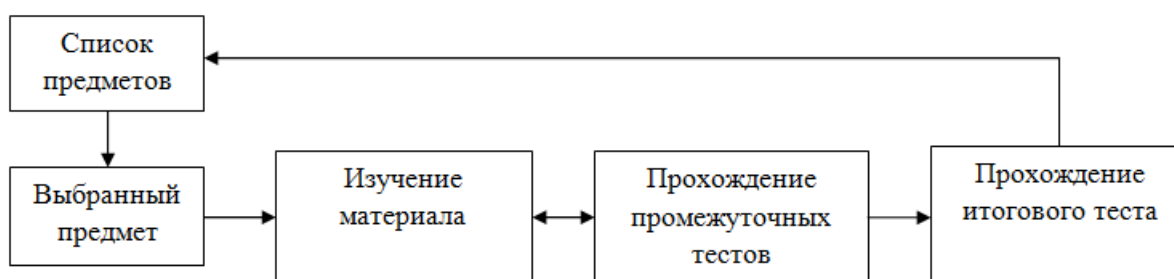 Список
предметов
Выбранный
предмет
Изучение
материала
Прохождение
промежуточных
тестов
Прохождение
итогового теста